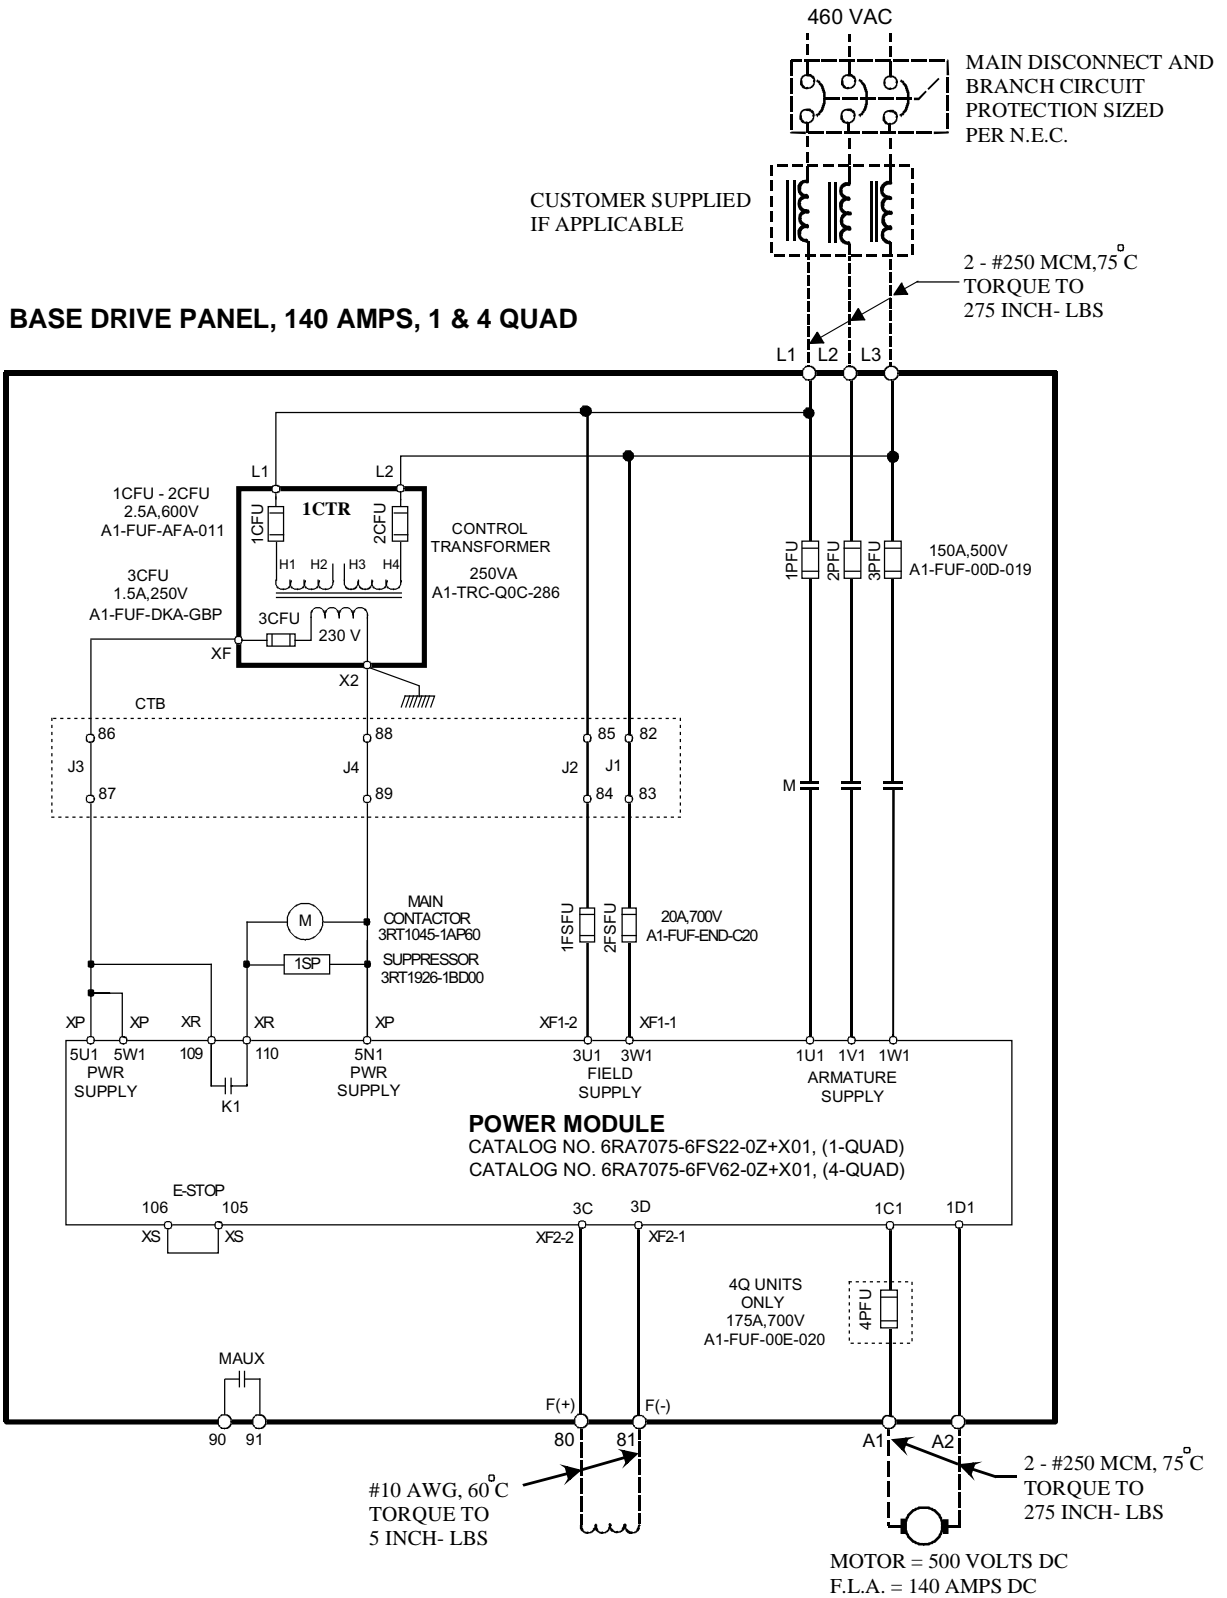 460 VAC
MAIN DISCONNECT AND
BRANCH CIRCUIT
PROTECTION SIZED
PER N.E.C.
CUSTOMER SUPPLIED
IF APPLICABLE
2 - #250 MCM,75°C
TORQUE TO
275 INCH- LBS
BASE DRIVE PANEL, 140 AMPS, 1 & 4 QUAD
L1 L2 L3
L1 L2
1CFU - 2CFU
2.5A,600V
A1-FUF-AFA-011
1CFU
1CTR
2CFU
CONTROL
TRANSFORMER
250VA
A1-TRC-Q0C-286
H1 H2 H3 H4
3CFU
1.5A,250V
A1-FUF-DKA-GBP
3CFU
230 V
XF
X2
1PFU
2PFU
3PFU
150A,500V
A1-FUF-00D-019
CTB
86 88 85 82
J3 J4 J2 J1
87 89 84 83
M
M
MAIN
CONTACTOR
3RT1045-1AP60
1SP
SUPPRESSOR
3RT1926-1BD00
1FSFU
2FSFU
20A,700V
A1-FUF-END-C20
XP XP XR XR XP XF1-2 XF1-1
5U1 5W1 109 110 5N1 3U1 3W1 1U1 1V1 1W1
PWR
SUPPLY
K1
PWR
SUPPLY
FIELD
SUPPLY
ARMATURE
SUPPLY
POWER MODULE
CATALOG NO. 6RA7075-6FS22-0Z+X01, (1-QUAD)
CATALOG NO. 6RA7075-6FV62-0Z+X01, (4-QUAD)
E-STOP
106 105
XS XS
3C 3D 1C1 1D1
XF2-2 XF2-1
4Q UNITS
ONLY
175A,700V
A1-FUF-00E-020
4PFU
MAUX
90 91
F(+) F(-)
80 81
A1 A2
#10 AWG, 60°C
TORQUE TO
5 INCH- LBS
2 - #250 MCM, 75°C
TORQUE TO
275 INCH- LBS
MOTOR = 500 VOLTS DC
F.L.A. = 140 AMPS DC